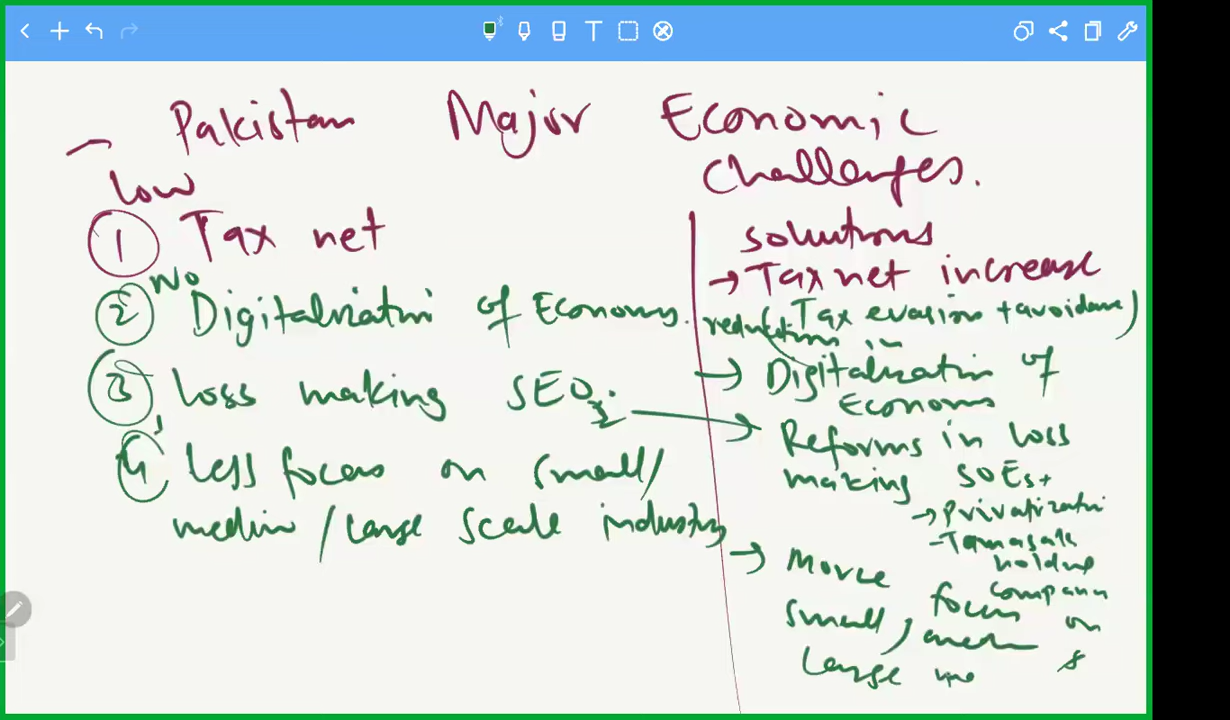 Pakistan Major Economic
Challenges.
low
1 Tax net
No
2 Digitalization of Economy.
3 Loss making SEOs.
4 Less focus on small/
medium/large scale industry
solutions
→ Tax net increase
reduction in (Tax evasion + avoidance)
→ Digitalization of
Economy
→ Reforms in loss
making SOEs+
→ Privatization
- Tamasak
holding
company
→ More
focus on
small, medium &
large